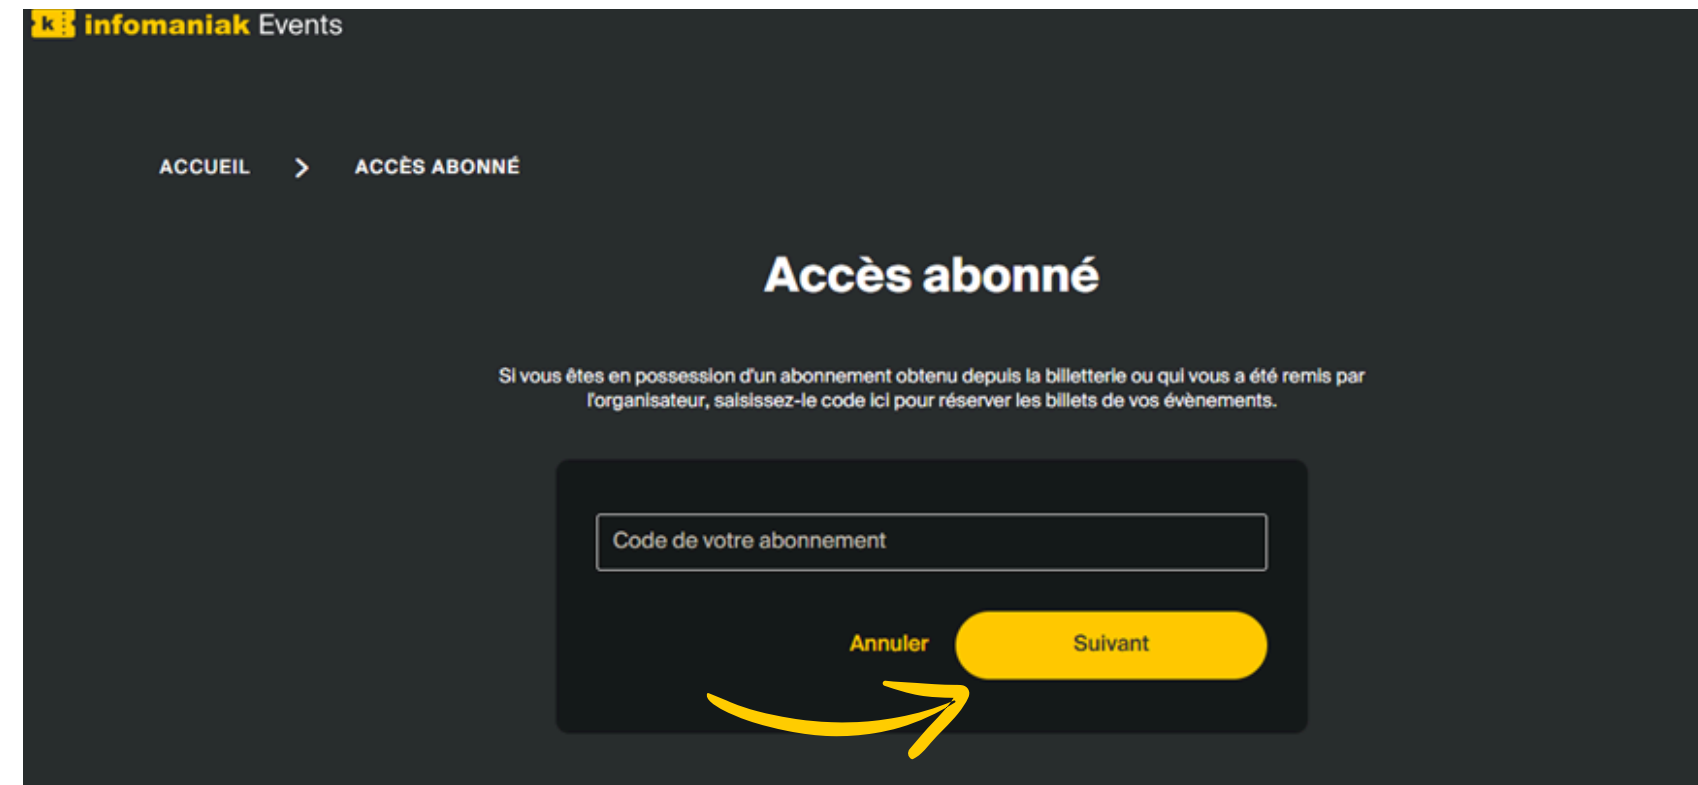 k infomaniak Events
ACCUEIL > ACCÈS ABONNÉ
Accès abonné
Si vous êtes en possession d'un abonnement obtenu depuis la billetterie ou qui vous a été remis par
l'organisateur, saisissez-le code ici pour réserver les billets de vos évènements.
Code de votre abonnement
Annuler Suivant